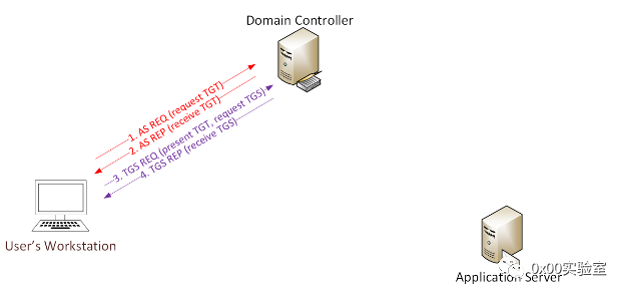 Domain Controller
1. AS REQ (request TGT)
2. AS REP (receive TGT)
3. TGS REQ (present TGT, request TGS)
4. TGS REP (receive TGS)
User's Workstation
0x00实验室
Application Server